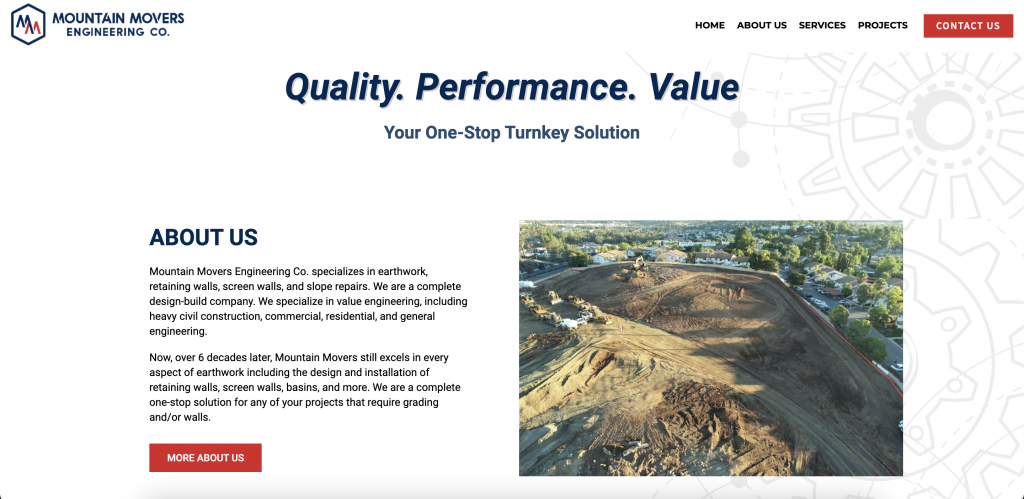 MOUNTAIN MOVERS
ENGINEERING CO.
HOME ABOUT US SERVICES PROJECTS CONTACT US
Quality. Performance. Value
Your One-Stop Turnkey Solution
ABOUT US
Mountain Movers Engineering Co. specializes in earthwork,
retaining walls, screen walls, and slope repairs. We are a complete
design-build company. We specialize in value engineering, including
heavy civil construction, commercial, residential, and general
engineering.
Now, over 6 decades later, Mountain Movers still excels in every
aspect of earthwork including the design and installation of
retaining walls, screen walls, basins, and more. We are a complete
one-stop solution for any of your projects that require grading
and/or walls.
MORE ABOUT US